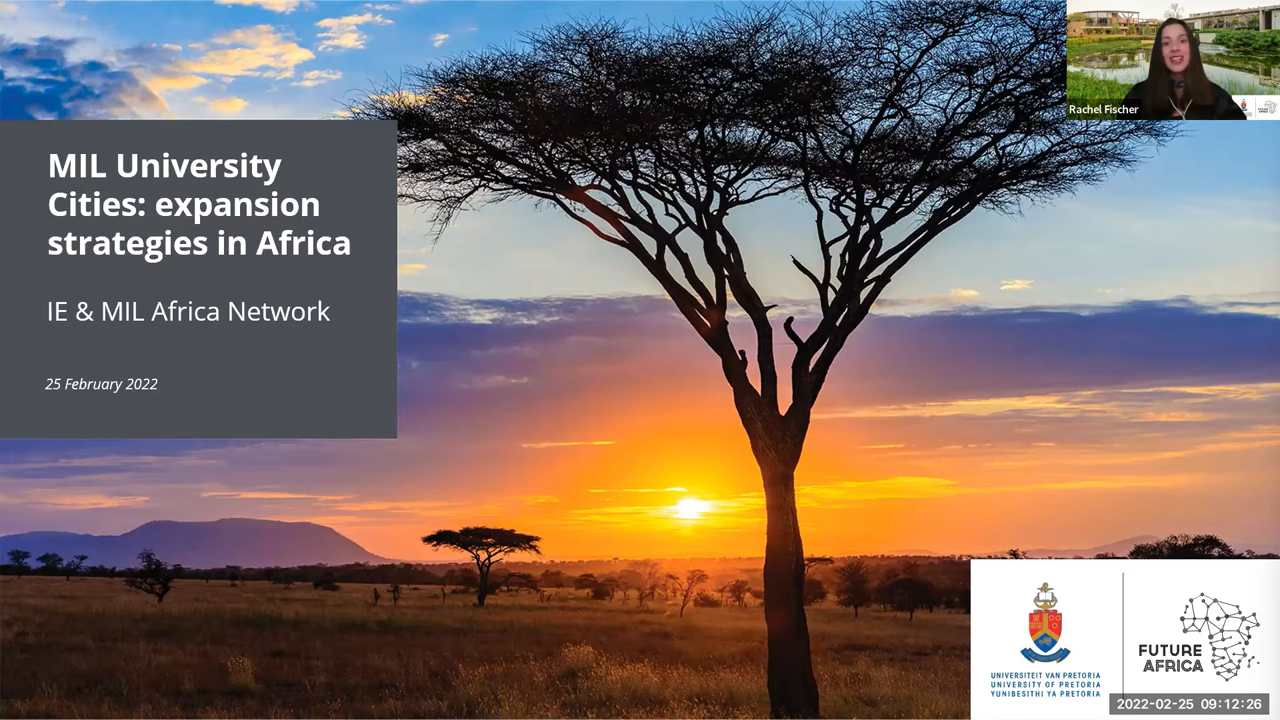 MIL University
Cities: expansion
strategies in Africa
IE & MIL Africa Network
25 February 2022
Rachel Fischer
UNIVERSITEIT VAN PRETORIA
UNIVERSITY OF PRETORIA
YUNIBESITHI YA PRETORIA
FUTURE
AFRICA
2022-02-25 09:12:26